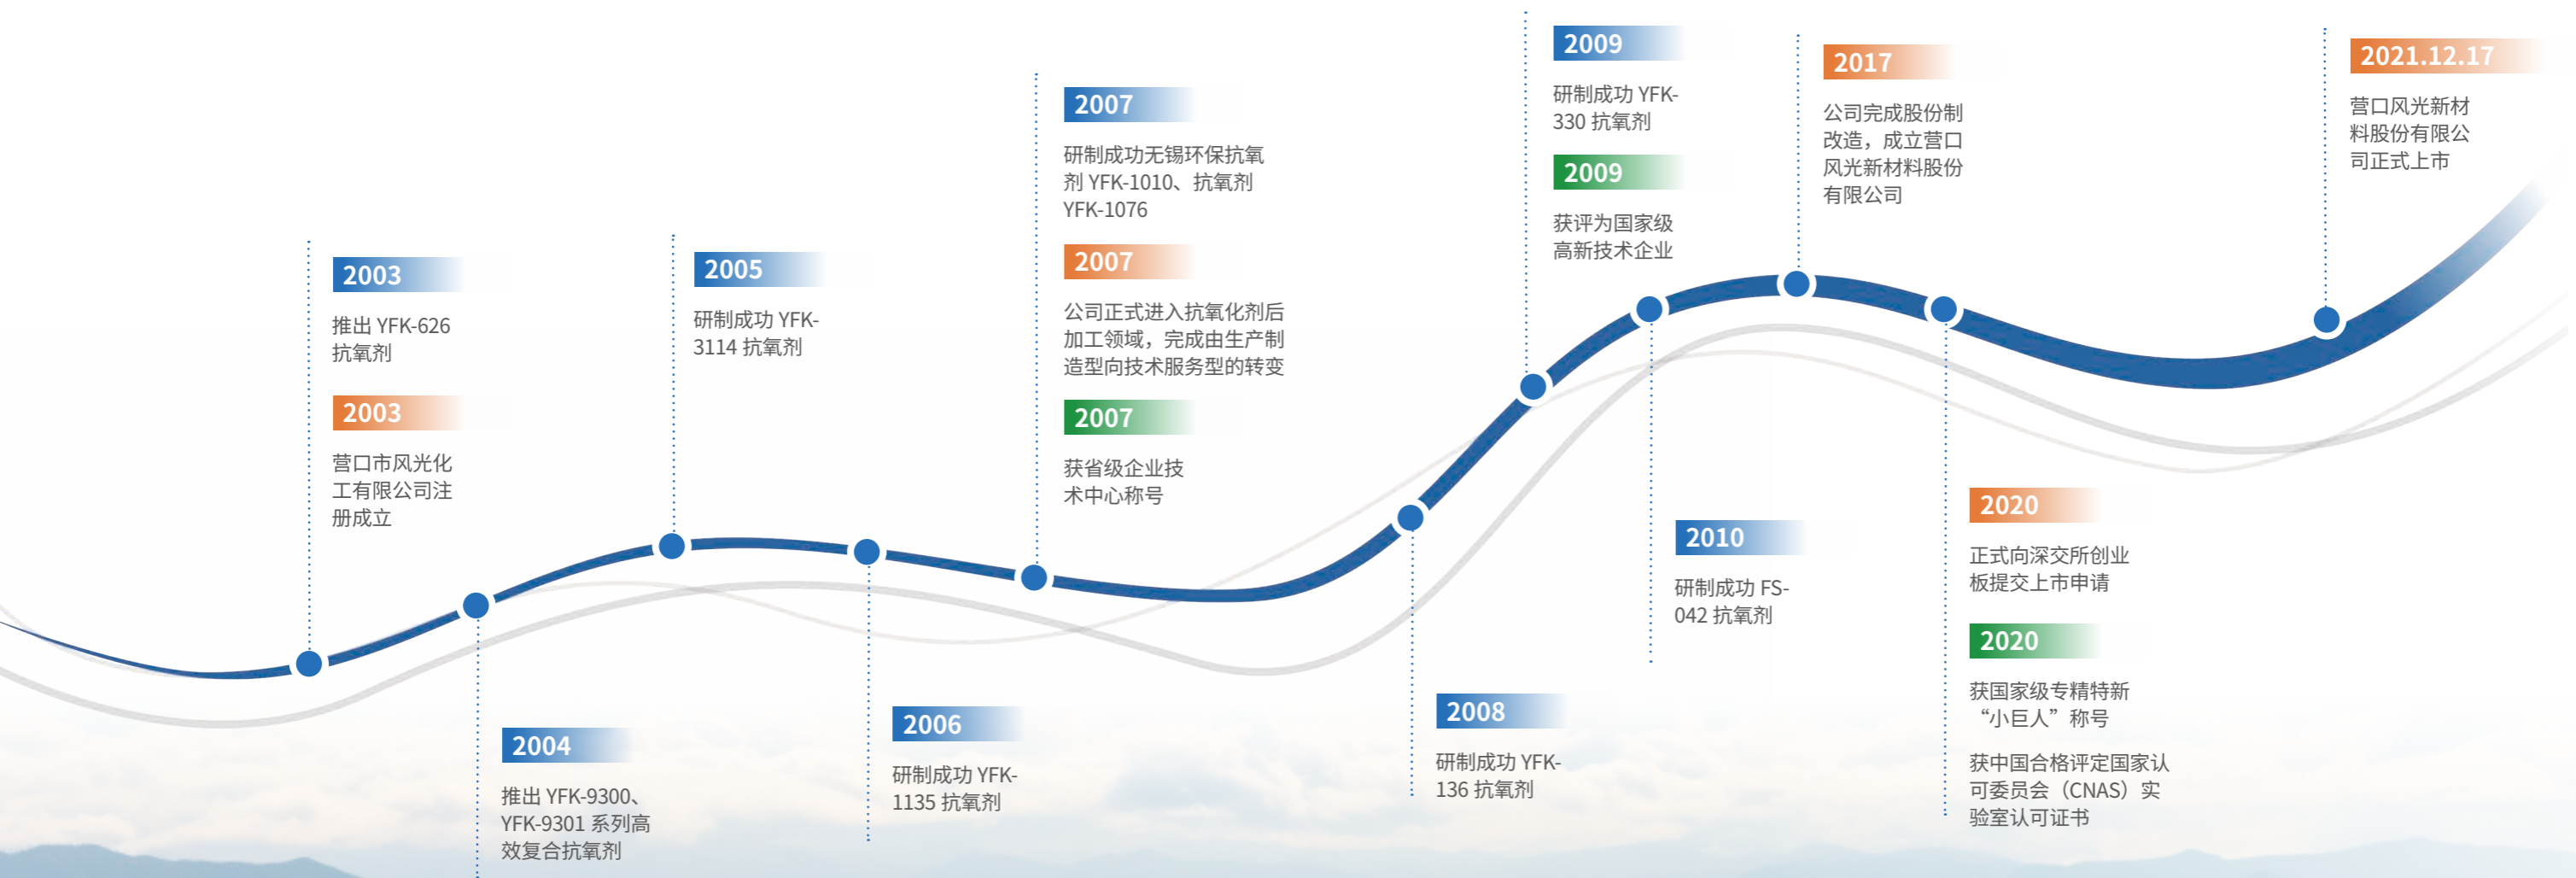 2003
推出 YFK-626
抗氧剂
2003
营口市风光化
工有限公司注
册成立
2004
推出 YFK-9300、
YFK-9301 系列高
效复合抗氧剂
2005
研制成功 YFK-
3114 抗氧剂
2006
研制成功 YFK-
1135 抗氧剂
2007
研制成功无锡环保抗氧
剂 YFK-1010、抗氧剂
YFK-1076
2007
公司正式进入抗氧化剂后
加工领域，完成由生产制
造型向技术服务型的转变
2007
获省级企业技
术中心称号
2008
研制成功 YFK-
136 抗氧剂
2009
研制成功 YFK-
330 抗氧剂
2009
获评为国家级
高新技术企业
2010
研制成功 FS-
042 抗氧剂
2017
公司完成股份制
改造，成立营口
风光新材料股份
有限公司
2020
正式向深交所创业
板提交上市申请
2020
获国家级专精特新
“小巨人”称号
获中国合格评定国家认
可委员会（CNAS）实
验室认可证书
2021.12.17
营口风光新材
料股份有限公
司正式上市